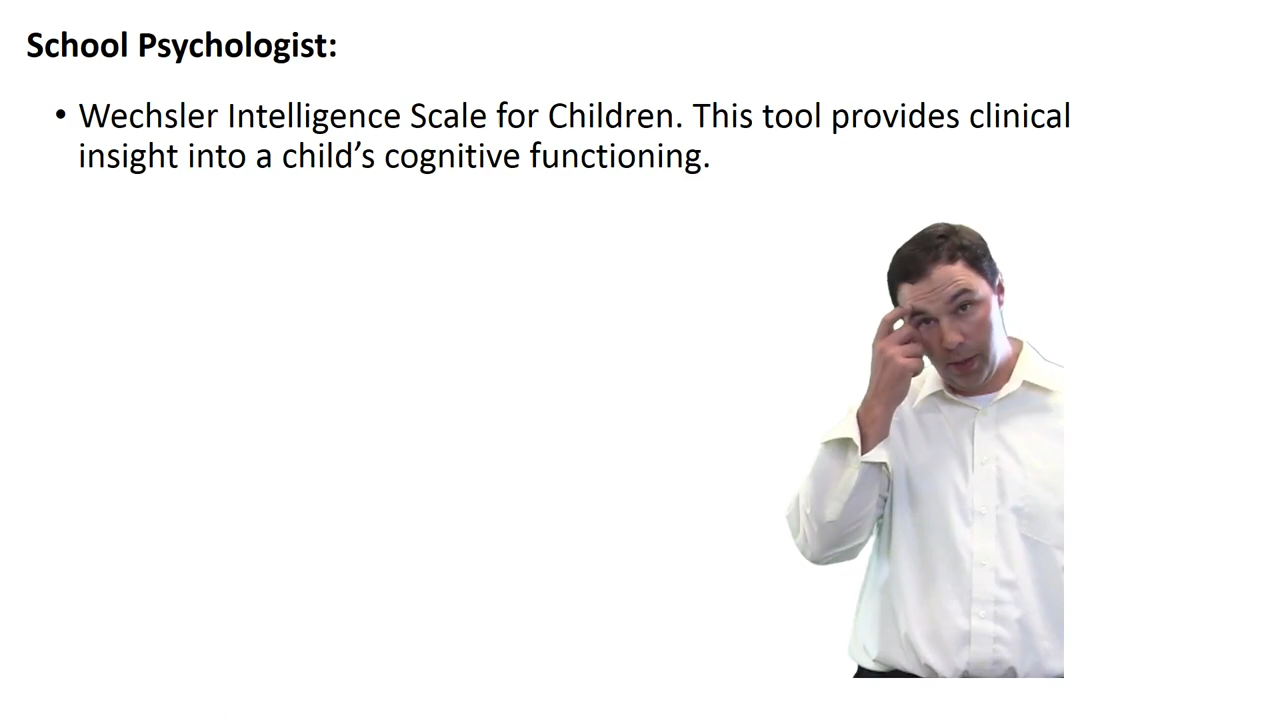 School Psychologist:
• Wechsler Intelligence Scale for Children. This tool provides clinical
insight into a child’s cognitive functioning.